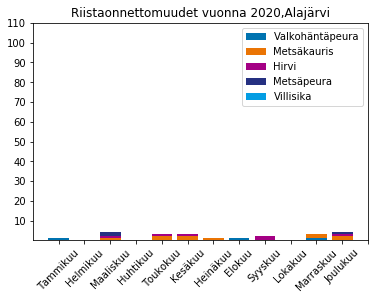 Riistaonnettomuudet vuonna 2020,Alajärvi
110
100
90
80
70
60
50
40
30
20
10
Valkohäntäpeura
Metsäkauris
Hirvi
Metsäpeura
Villisika
Tammikuu
Helmikuu
Maaliskuu
Huhtikuu
Toukokuu
Kesäkuu
Heinäkuu
Elokuu
Syyskuu
Lokakuu
Marraskuu
Joulukuu